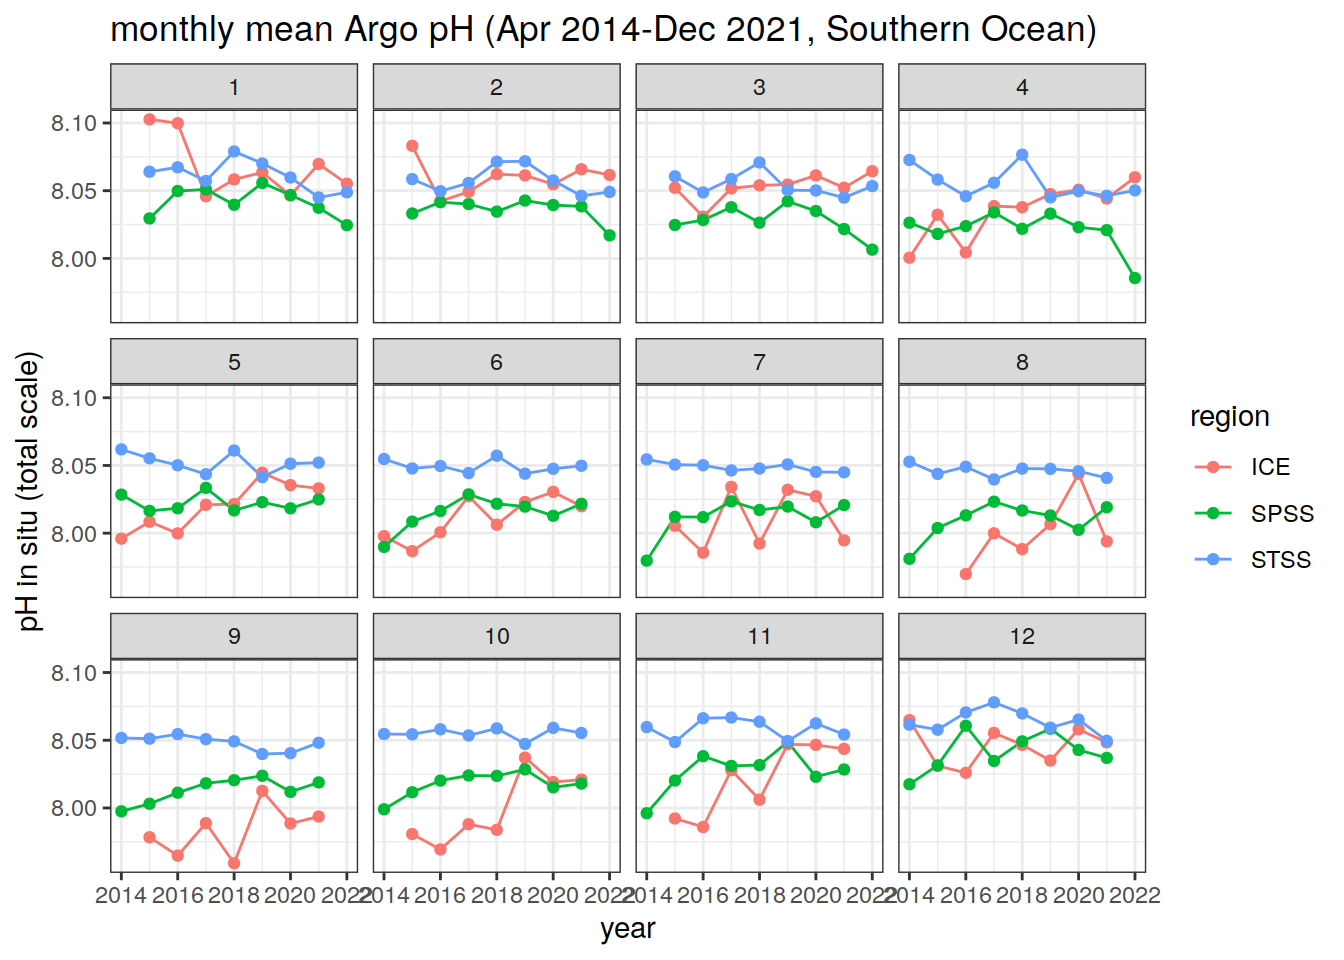 monthly mean Argo pH (Apr 2014-Dec 2021, Southern Ocean)
1 2 3 4
8.10
8.05
8.00
5 6 7 8
8.10
8.05
8.00
9 10 11 12
8.10
8.05
8.00
2014 2016 2018 2020 2022 2014 2016 2018 2020 2022 2014 2016 2018 2020 2022 2014 2016 2018 2020 2022
year
pH in situ (total scale)
region
ICE
SPSS
STSS